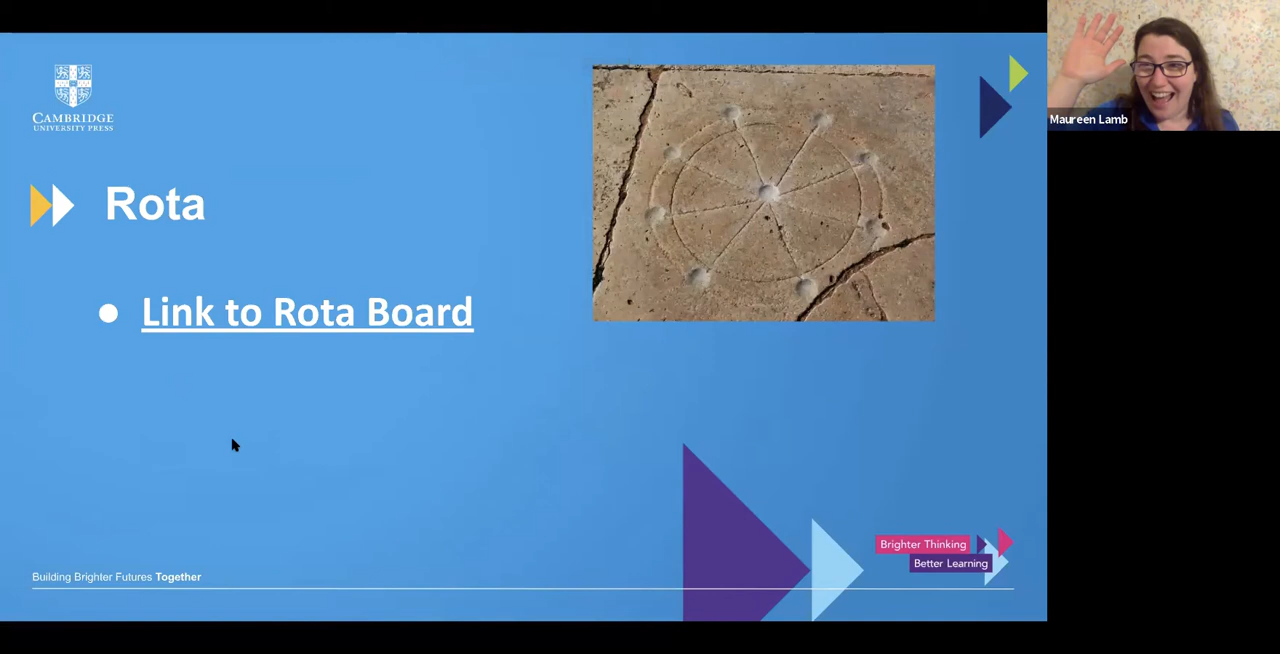 CAMBRIDGE
UNIVERSITY PRESS
Maureen Lamb
Rota
Link to Rota Board
Brighter Thinking
Better Learning
Building Brighter Futures Together